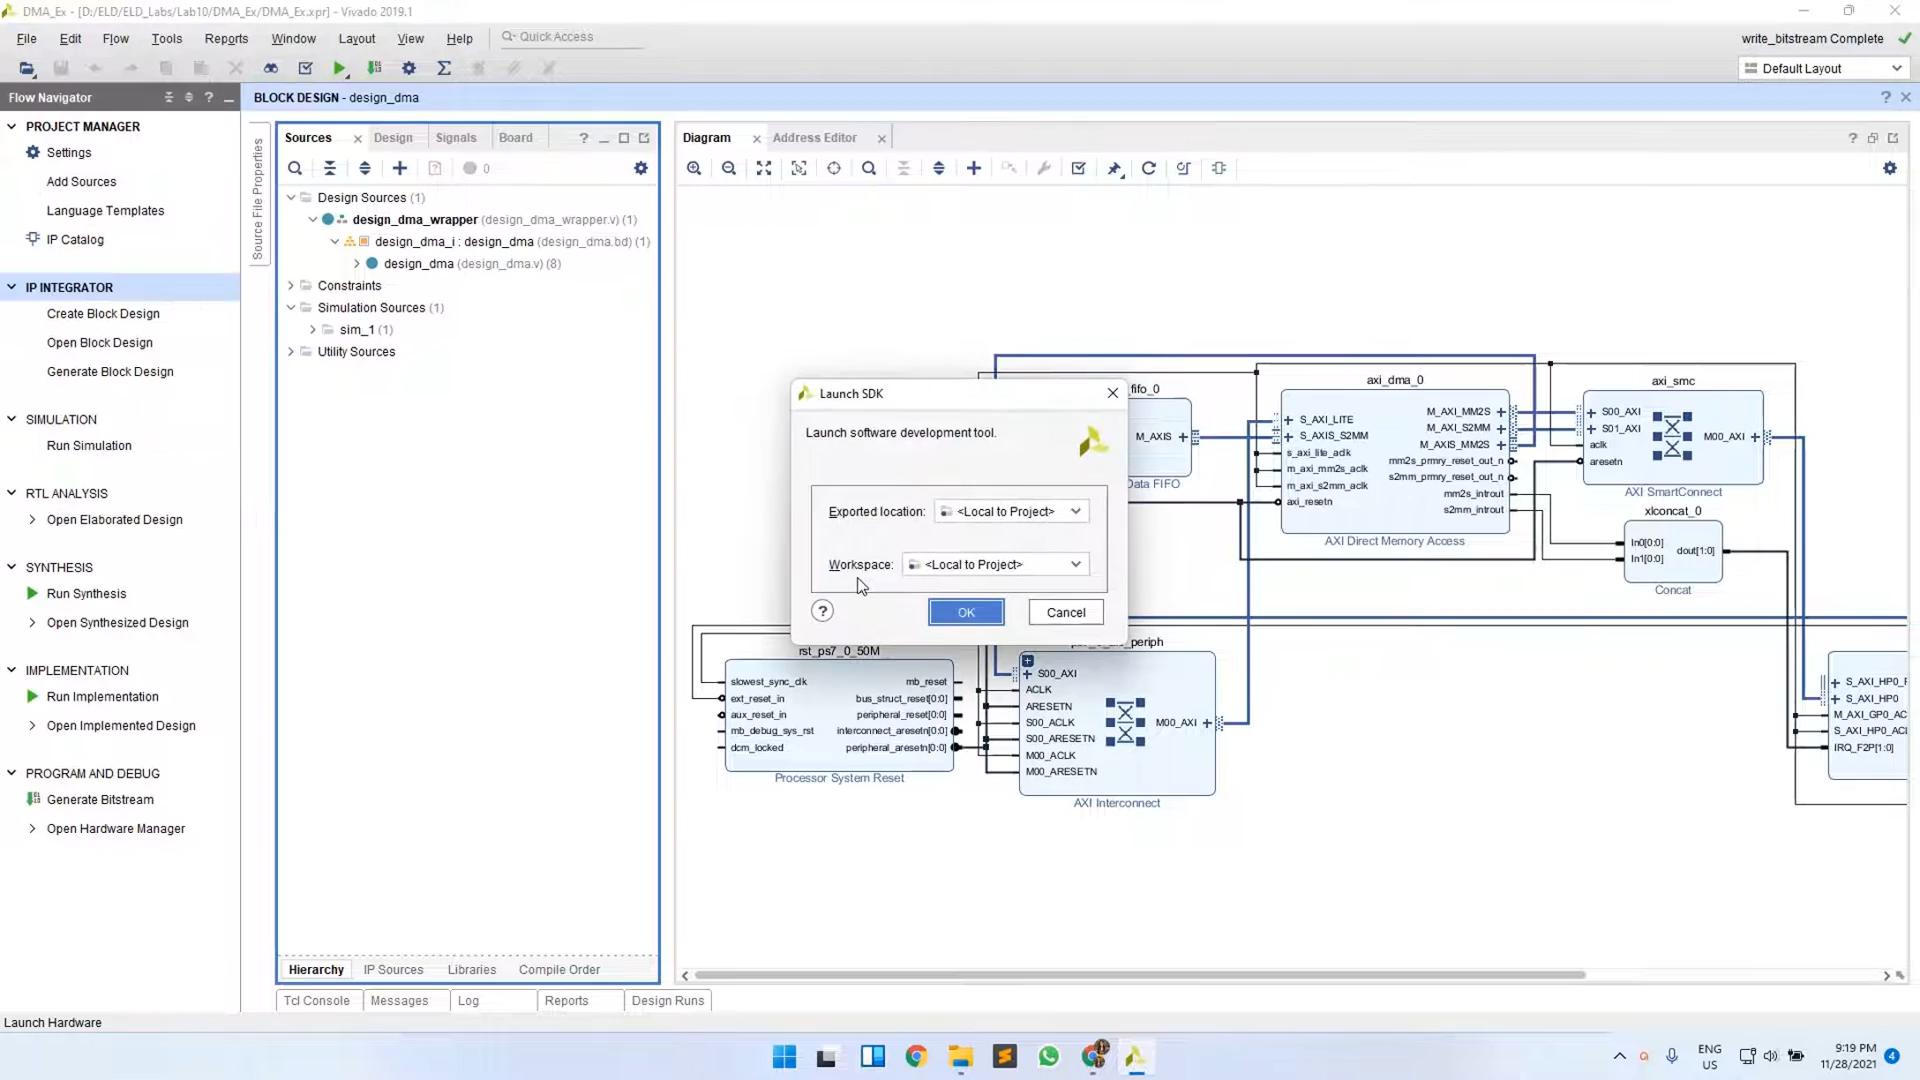 DMA_Ex - [D:/ELD/ELD_Labs/Lab10/DMA_Ex/DMA_Ex.xpr] - Vivado 2019.1
File Edit Flow Tools Reports Window Layout View Help Quick Access
write_bitstream Complete
Default Layout
Flow Navigator
BLOCK DESIGN - design_dma
PROJECT MANAGER
Settings
Add Sources
Language Templates
IP Catalog
IP INTEGRATOR
Create Block Design
Open Block Design
Generate Block Design
SIMULATION
Run Simulation
RTL ANALYSIS
Open Elaborated Design
SYNTHESIS
Run Synthesis
Open Synthesized Design
IMPLEMENTATION
Run Implementation
Open Implemented Design
PROGRAM AND DEBUG
Generate Bitstream
Open Hardware Manager
Source File Properties
Sources Design Signals Board
0
Design Sources (1)
design_dma_wrapper (design_dma_wrapper.v) (1)
design_dma_i : design_dma (design_dma.bd) (1)
design_dma (design_dma.v) (8)
Constraints
Simulation Sources (1)
sim_1 (1)
Utility Sources
Hierarchy IP Sources Libraries Compile Order
Diagram Address Editor
fifo_0
M_AXIS
Data FIFO
axi_dma_0
S_AXI_LITE
S_AXIS_S2MM
s_axi_lite_aclk
m_axi_mm2s_aclk
m_axi_s2mm_aclk
axi_resetn
M_AXI_MM2S
M_AXI_S2MM
M_AXIS_MM2S
mm2s_prmry_reset_out_n
s2mm_prmry_reset_out_n
mm2s_introut
s2mm_introut
AXI Direct Memory Access
axi_smc
S00_AXI
S01_AXI
aclk
aresetn
M00_AXI
AXI SmartConnect
xlconcat_0
In0[0:0]
In1[0:0]
dout[1:0]
Concat
Launch SDK
Launch software development tool.
Exported location: <Local to Project>
Workspace: <Local to Project>
? OK Cancel
rst_ps7_0_50M
slowest_sync_clk
ext_reset_in
aux_reset_in
mb_debug_sys_rst
dcm_locked
mb_reset
bus_struct_reset[0:0]
peripheral_reset[0:0]
interconnect_aresetn[0:0]
peripheral_aresetn[0:0]
Processor System Reset
periph
S00_AXI
ACLK
ARESETN
S00_ACLK
S00_ARESETN
M00_ACLK
M00_ARESETN
M00_AXI
AXI Interconnect
S_AXI_HP0_F
S_AXI_HP0
M_AXI_GP0_AC
S_AXI_HP0_AC
IRQ_F2P[1:0]
Tcl Console Messages Log Reports Design Runs
Launch Hardware
ENG
US
9:19 PM
11/28/2021
4